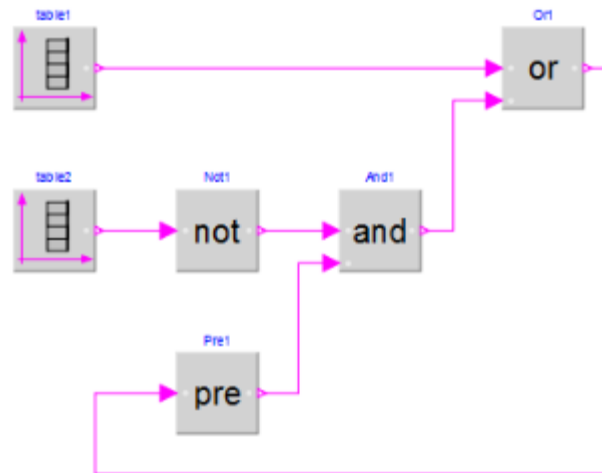 table1
Or1
or
table2
Not1
And1
not
and
Pre1
pre